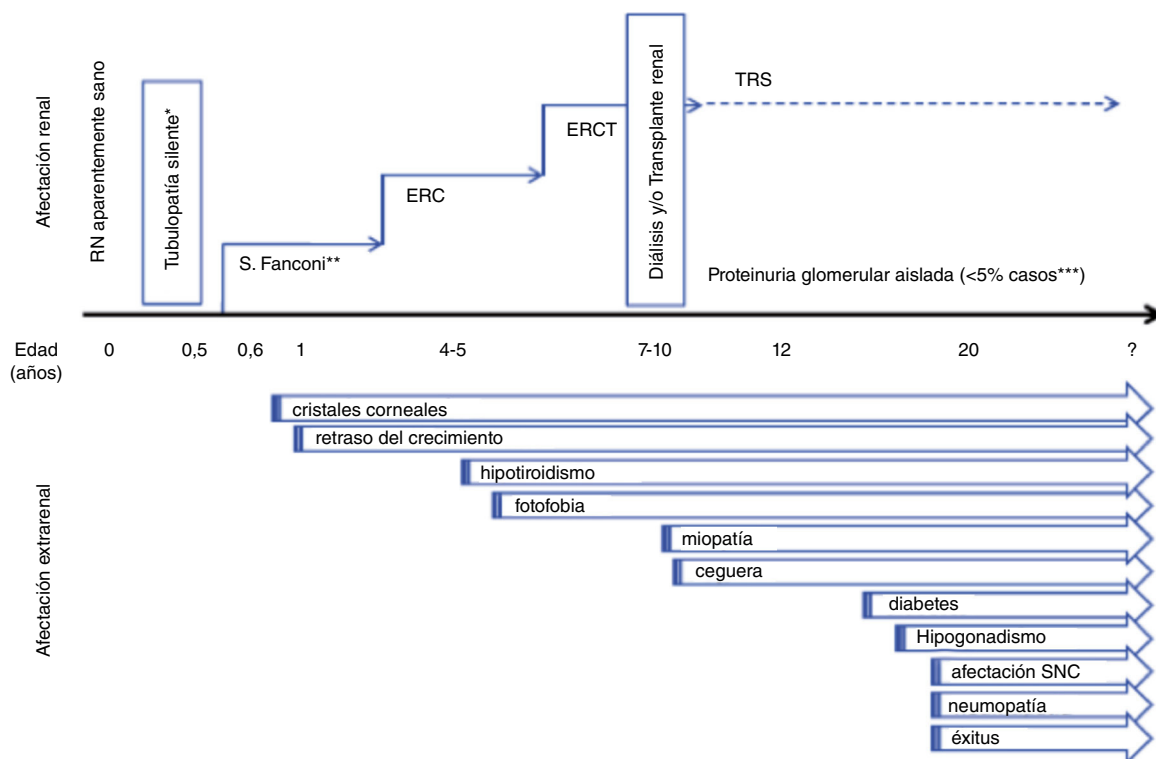 Afectación renal
RN aparentemente sano
Tubulopatía silente*
S. Fanconi**
ERC
ERCT
Diálisis y/o Transplante renal
TRS
Proteinuria glomerular aislada (<5% casos***)
Edad
(años)
0 0,5 0,6 1 4-5 7-10 12 20 ?
Afectación extrarenal
cristales corneales
retraso del crecimiento
hipotiroidismo
fotofobia
miopatía
ceguera
diabetes
Hipogonadismo
afectación SNC
neumopatía
éxitus